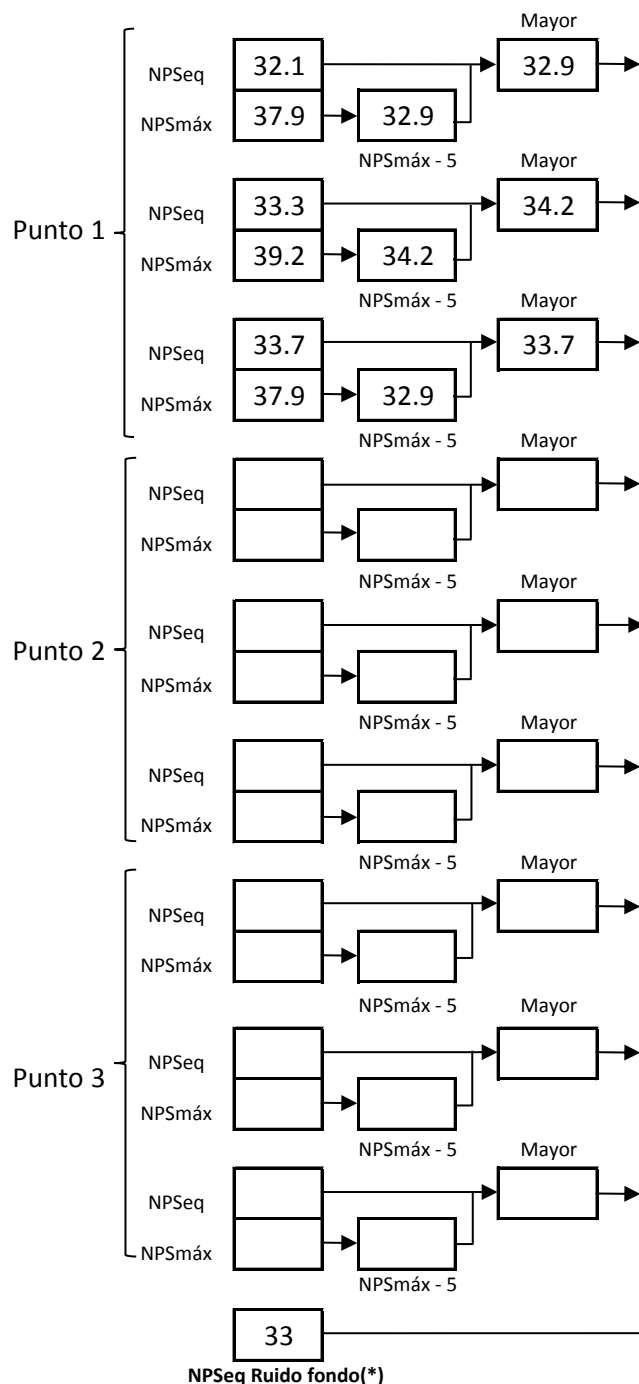 Mayor
NPSeq 32.1 32.9
NPSmáx 37.9 32.9
NPSmáx - 5
Mayor
Punto 1
NPSeq 33.3 34.2
NPSmáx 39.2 34.2
NPSmáx - 5
Mayor
NPSeq 33.7 33.7
NPSmáx 37.9 32.9
NPSmáx - 5
Mayor
NPSeq
NPSmáx
NPSmáx - 5
Mayor
Punto 2
NPSeq
NPSmáx
NPSmáx - 5
Mayor
NPSeq
NPSmáx
NPSmáx - 5
Mayor
NPSeq
NPSmáx
NPSmáx - 5
Mayor
Punto 3
NPSeq
NPSmáx
NPSmáx - 5
Mayor
NPSeq
NPSmáx
NPSmáx - 5
33
NPSeq Ruido fondo(*)